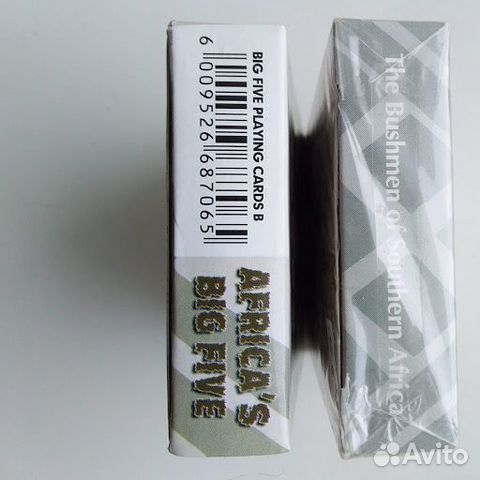 BIG FIVE PLAYING CARDS B
6 009526 687065
AFRICA'S
BIG FIVE
The Bushmen of Southern Africa
Avito